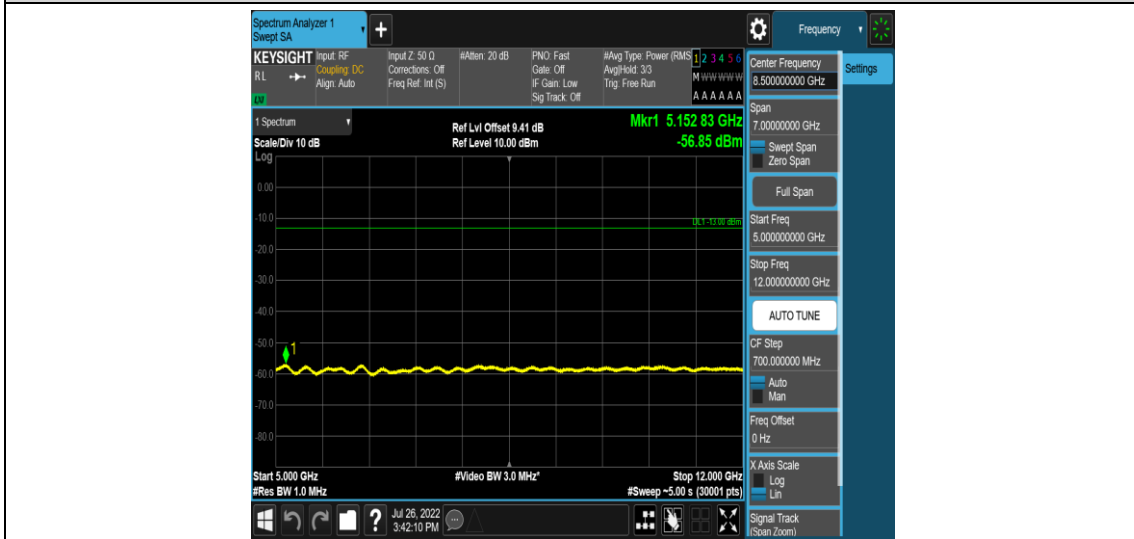 Spectrum Analyzer 1
Swept SA
+
Frequency
KEYSIGHT
RL
LXI
Input: RF
Coupling: DC
Align: Auto
Input Z: 50 Ω
Corrections: Off
Freq Ref: Int (S)
#Atten: 20 dB
PNO: Fast
Gate: Off
IF Gain: Low
Sig Track: Off
#Avg Type: Power (RMS
Avg|Hold: 3/3
Trig: Free Run
1 2 3 4 5 6
M W W W W W
A A A A A A
1 Spectrum
Scale/Div 10 dB
Log
Ref Lvl Offset 9.41 dB
Ref Level 10.00 dBm
Mkr1 5.152 83 GHz
-56.85 dBm
0.00
-10.0
DL1 -13.00 dBm
-20.0
-30.0
-40.0
-50.0
1
-60.0
-70.0
-80.0
Start 5.000 GHz
#Video BW 3.0 MHz*
Stop 12.000 GHz
#Res BW 1.0 MHz
#Sweep ~5.00 s (30001 pts)
?
Jul 26, 2022
3:42:10 PM
Center Frequency
8.500000000 GHz
Settings
Span
7.00000000 GHz
Swept Span
Zero Span
Full Span
Start Freq
5.000000000 GHz
Stop Freq
12.000000000 GHz
AUTO TUNE
CF Step
700.000000 MHz
Auto
Man
Freq Offset
0 Hz
X Axis Scale
Log
Lin
Signal Track
(Span Zoom)